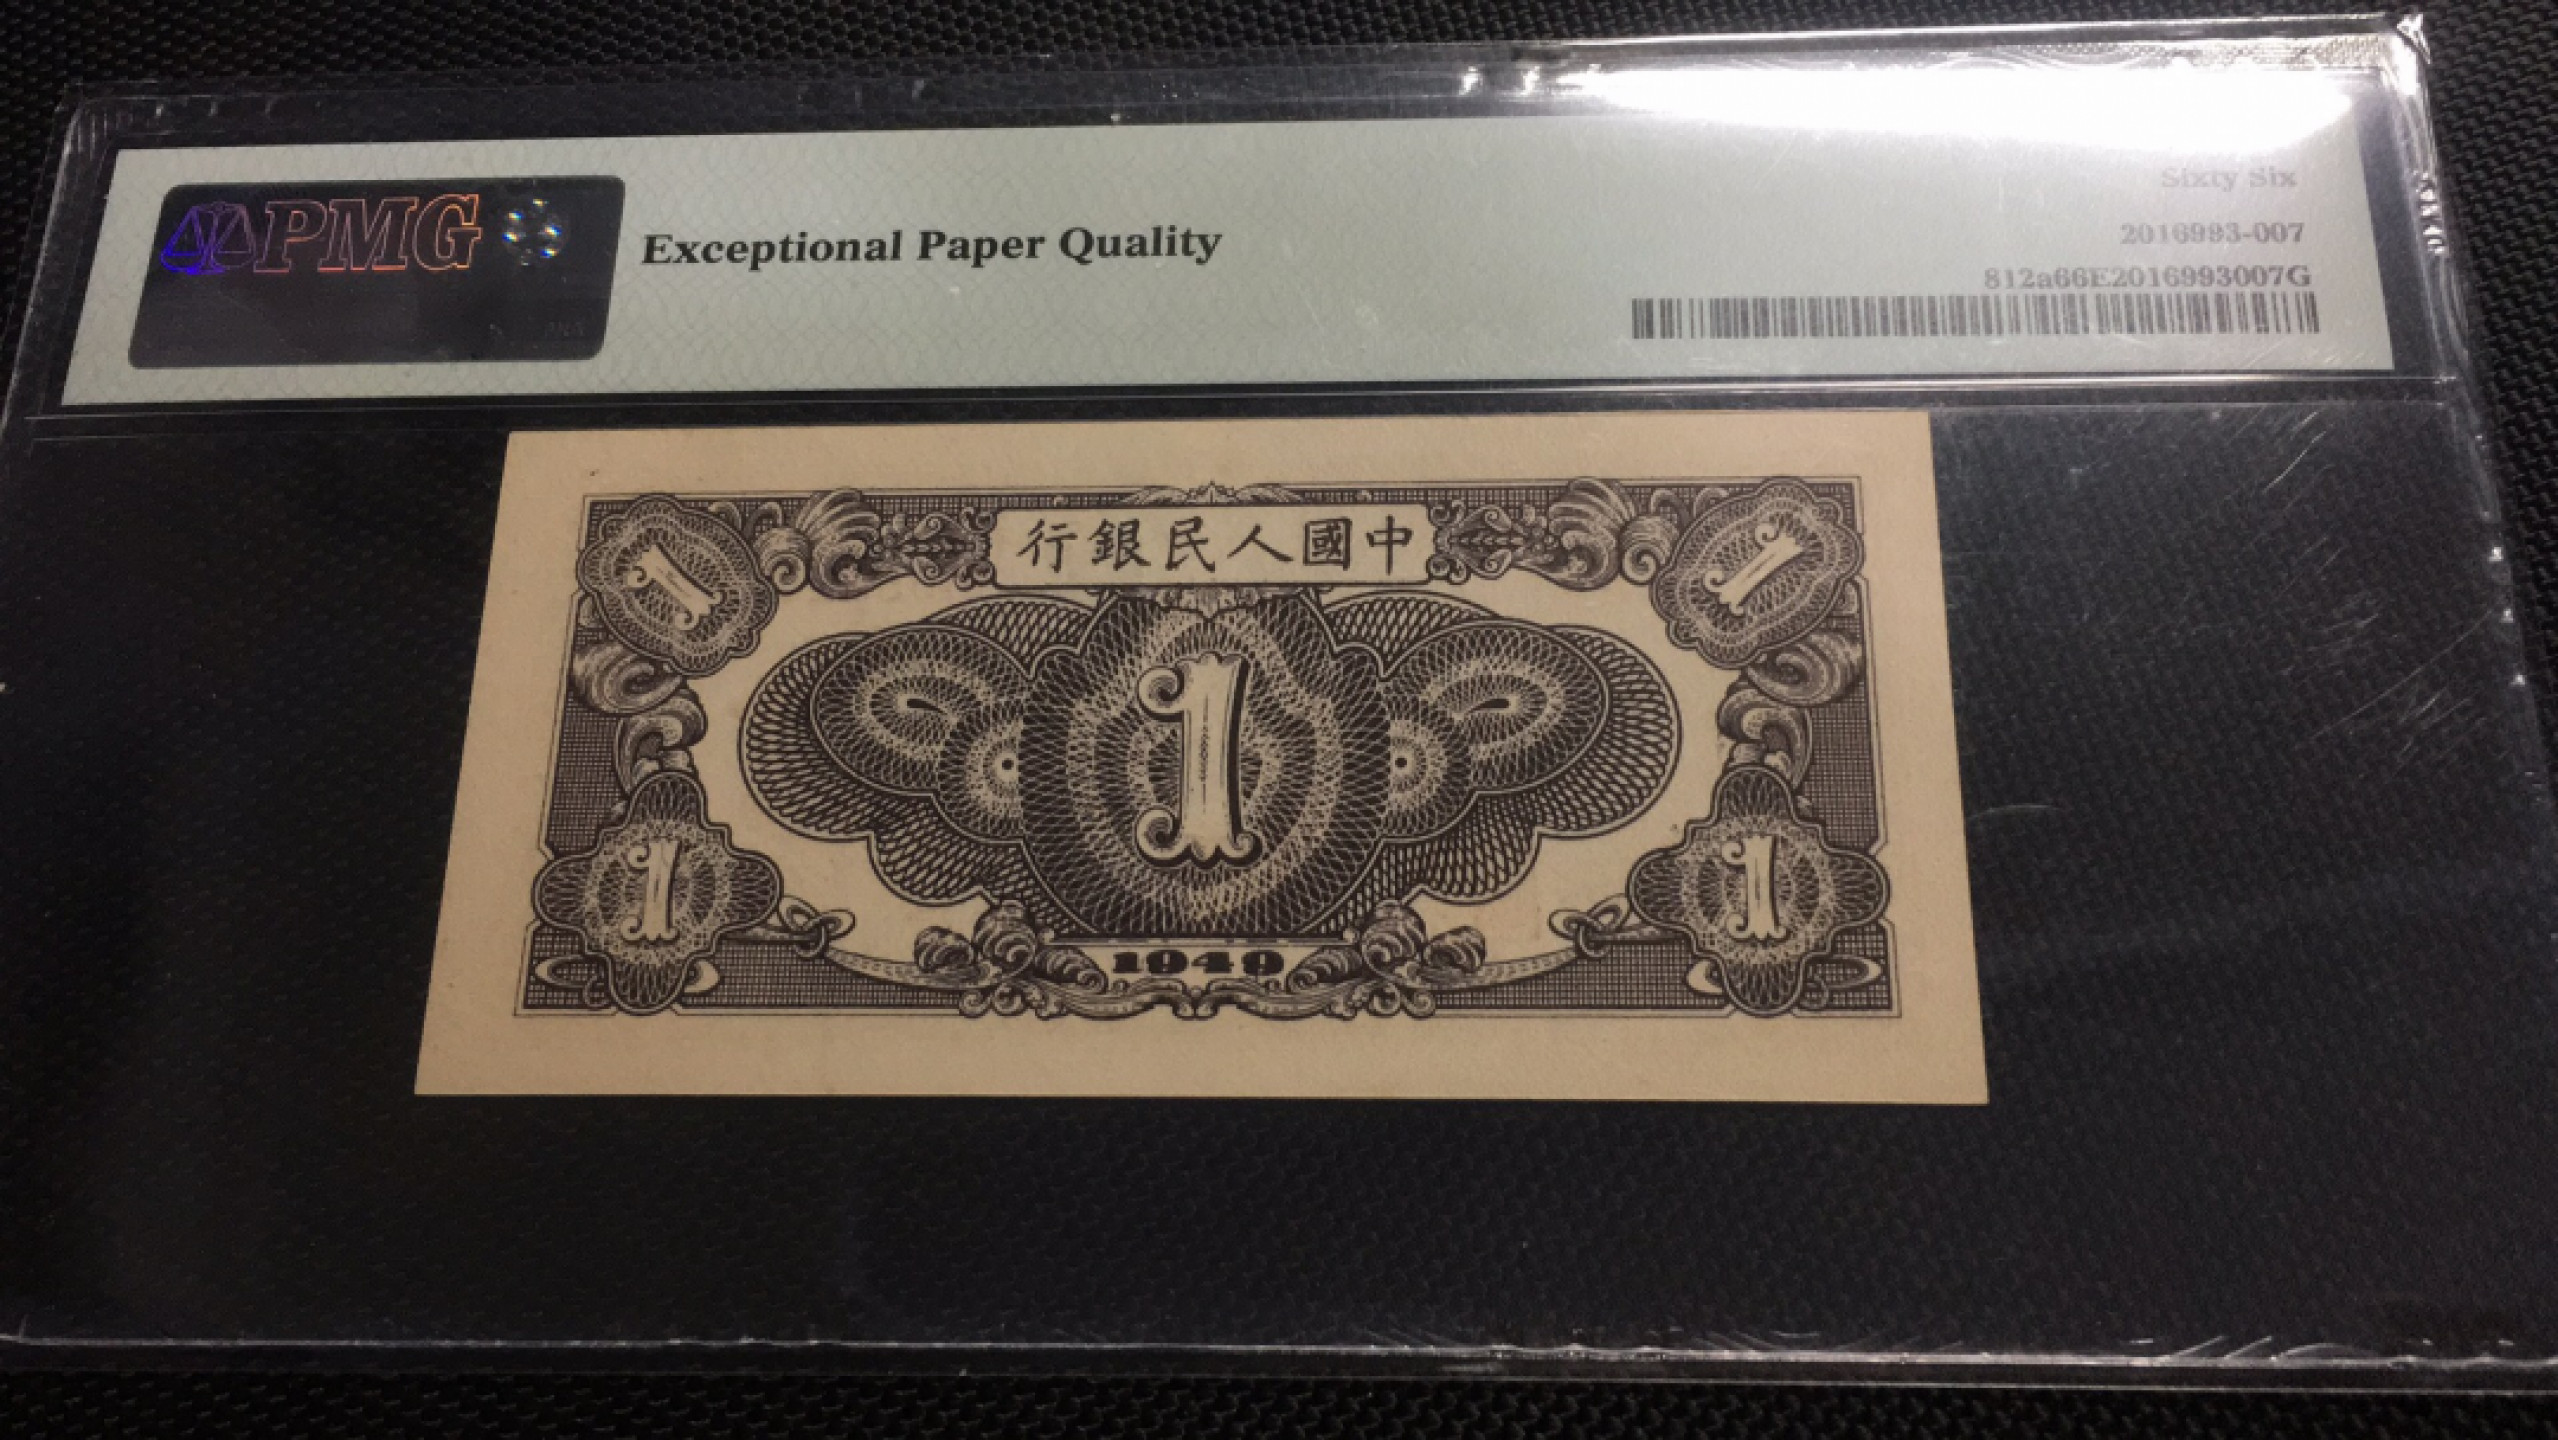 PMG
Exceptional Paper Quality
Sixty Six
2016993-007
812a66E2016993007G
行銀民人國中
1
1
1
1
1
1949